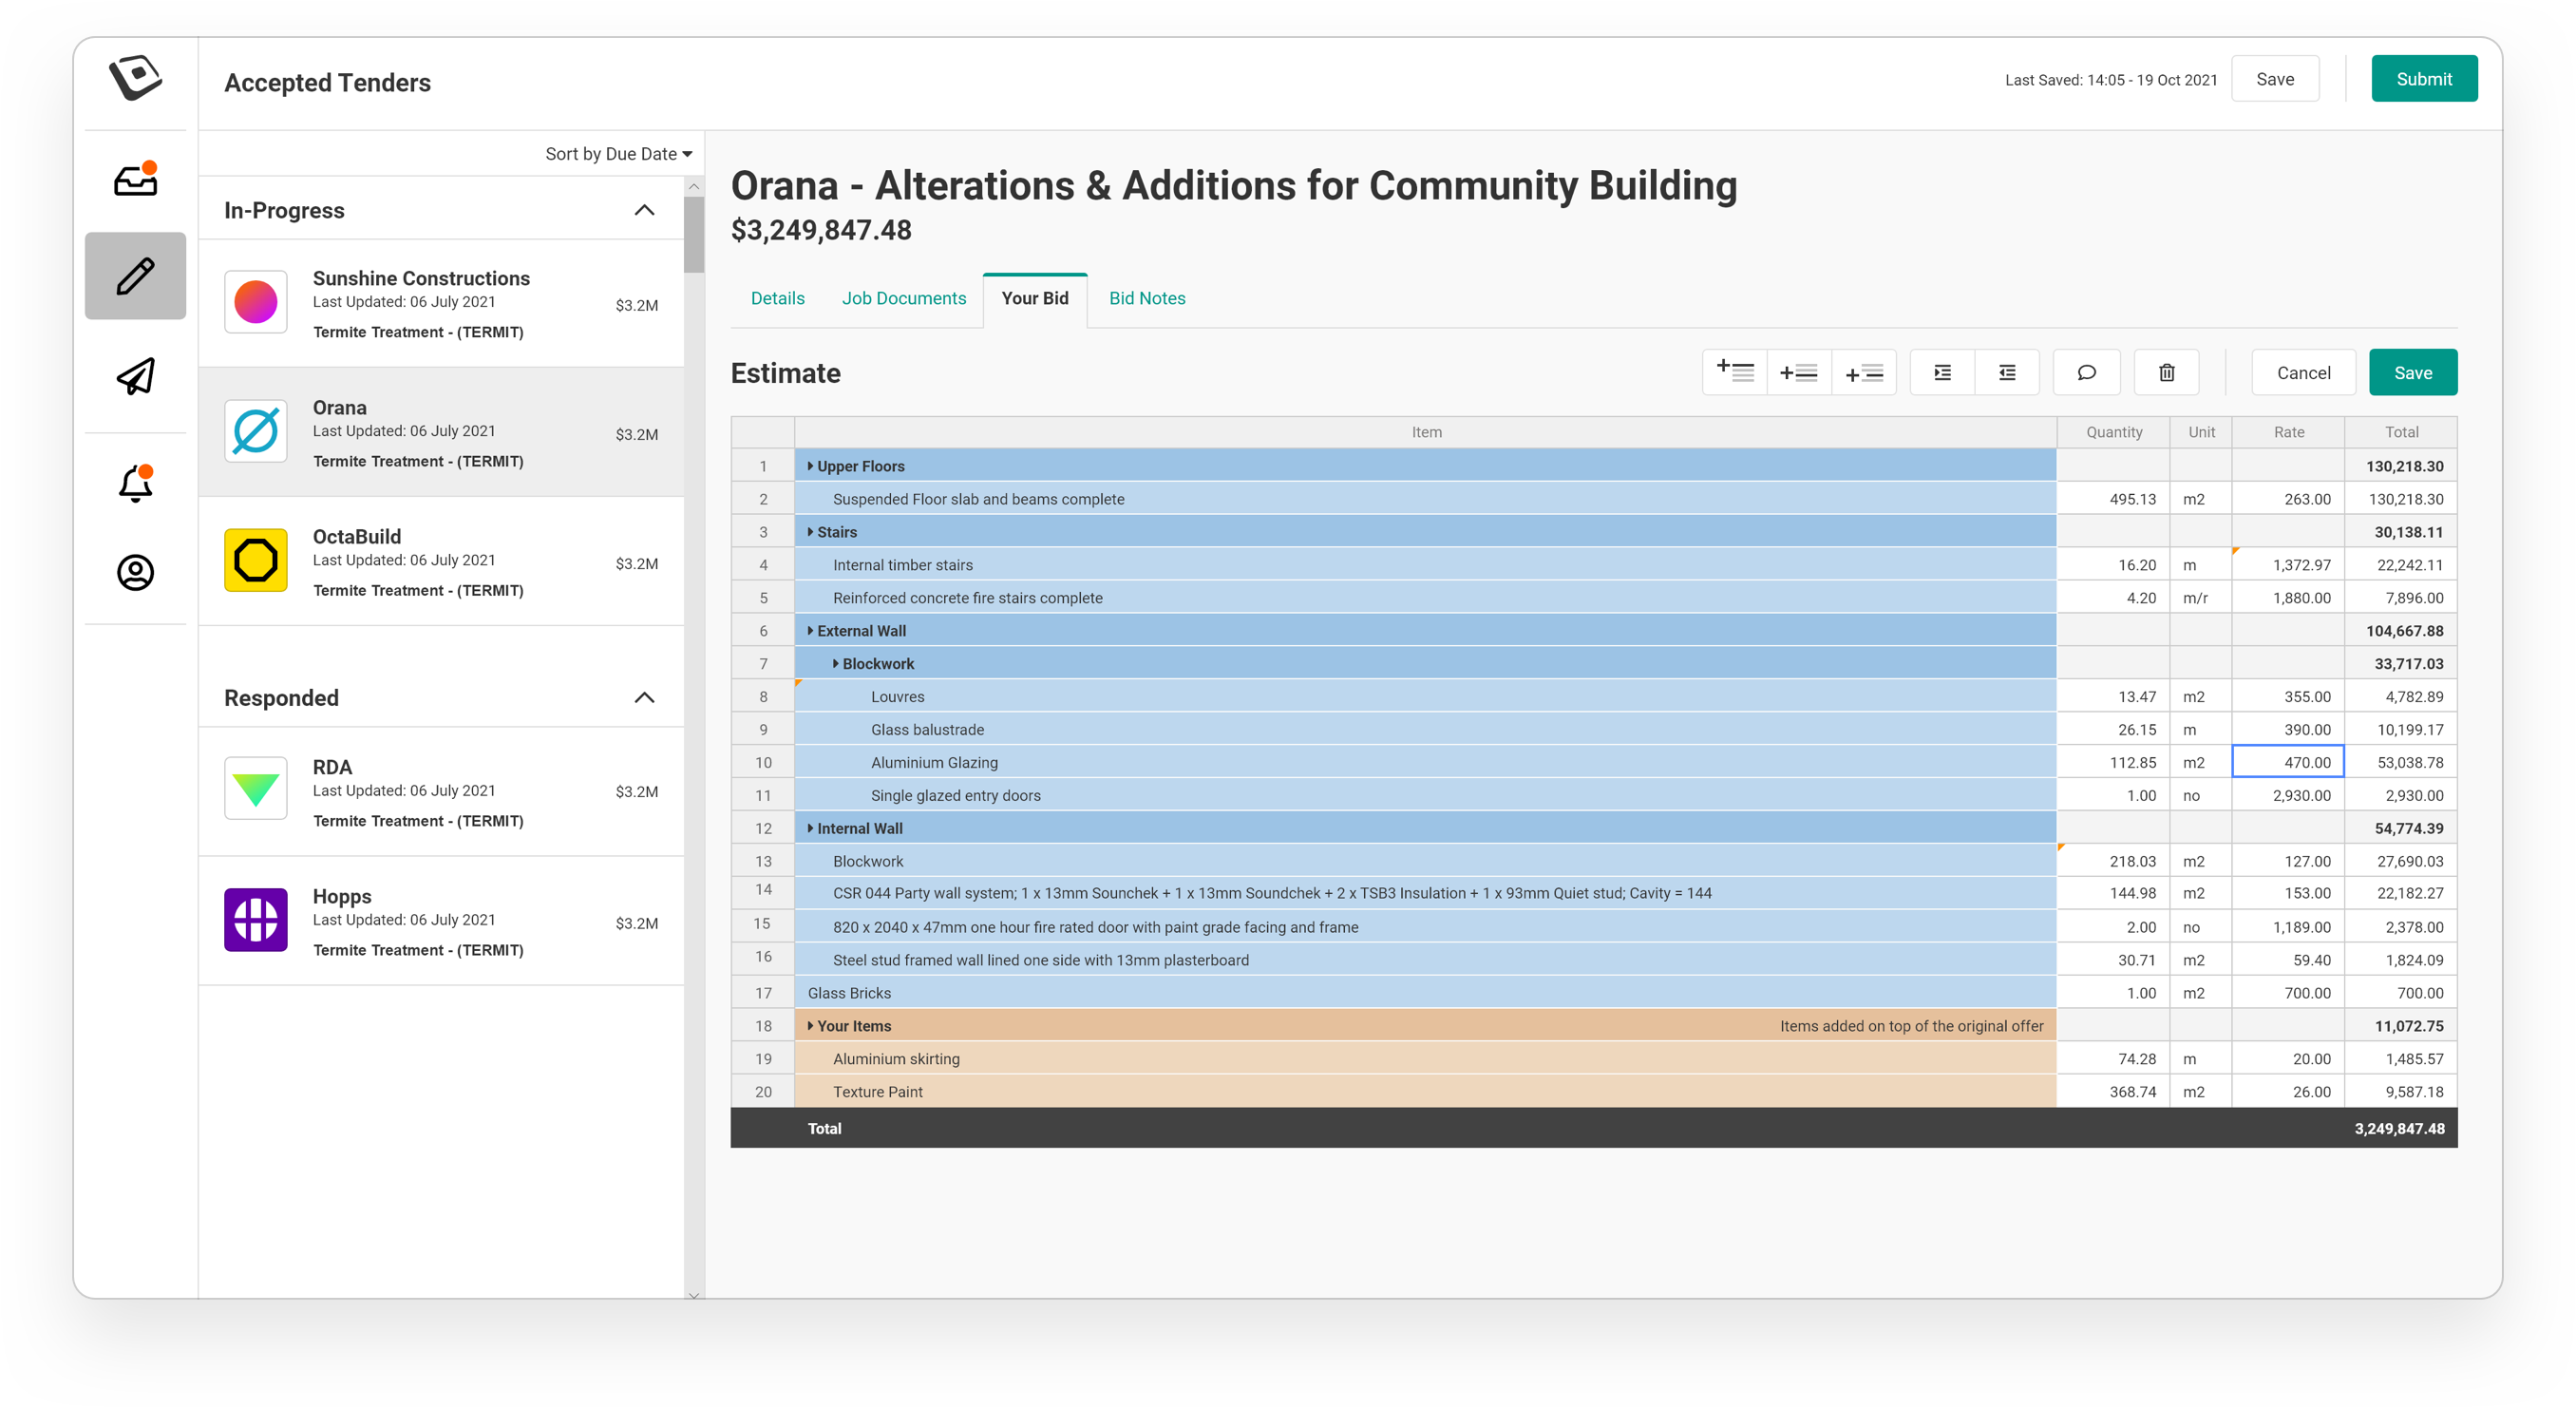 Accepted Tenders
Last Saved: 14:05 - 19 Oct 2021
Save
Submit
Sort by Due Date
In-Progress
Sunshine Constructions
Last Updated: 06 July 2021
$3.2M
Termite Treatment - (TERMIT)
Orana
Last Updated: 06 July 2021
$3.2M
Termite Treatment - (TERMIT)
OctaBuild
Last Updated: 06 July 2021
$3.2M
Termite Treatment - (TERMIT)
Responded
RDA
Last Updated: 06 July 2021
$3.2M
Termite Treatment - (TERMIT)
Hopps
Last Updated: 06 July 2021
$3.2M
Termite Treatment - (TERMIT)
Orana - Alterations & Additions for Community Building
$3,249,847.48
Details Job Documents Your Bid Bid Notes
Estimate
Cancel Save
Item Quantity Unit Rate Total
1 Upper Floors 130,218.30
2 Suspended Floor slab and beams complete 495.13 m2 263.00 130,218.30
3 Stairs 30,138.11
4 Internal timber stairs 16.20 m 1,372.97 22,242.11
5 Reinforced concrete fire stairs complete 4.20 m/r 1,880.00 7,896.00
6 External Wall 104,667.88
7 Blockwork 33,717.03
8 Louvres 13.47 m2 355.00 4,782.89
9 Glass balustrade 26.15 m 390.00 10,199.17
10 Aluminium Glazing 112.85 m2 470.00 53,038.78
11 Single glazed entry doors 1.00 no 2,930.00 2,930.00
12 Internal Wall 54,774.39
13 Blockwork 218.03 m2 127.00 27,690.03
14 CSR 044 Party wall system; 1 x 13mm Sounchek + 1 x 13mm Soundchek + 2 x TSB3 Insulation + 1 x 93mm Quiet stud; Cavity = 144 144.98 m2 153.00 22,182.27
15 820 x 2040 x 47mm one hour fire rated door with paint grade facing and frame 2.00 no 1,189.00 2,378.00
16 Steel stud framed wall lined one side with 13mm plasterboard 30.71 m2 59.40 1,824.09
17 Glass Bricks 1.00 m2 700.00 700.00
18 Your Items Items added on top of the original offer 11,072.75
19 Aluminium skirting 74.28 m 20.00 1,485.57
20 Texture Paint 368.74 m2 26.00 9,587.18
Total 3,249,847.48